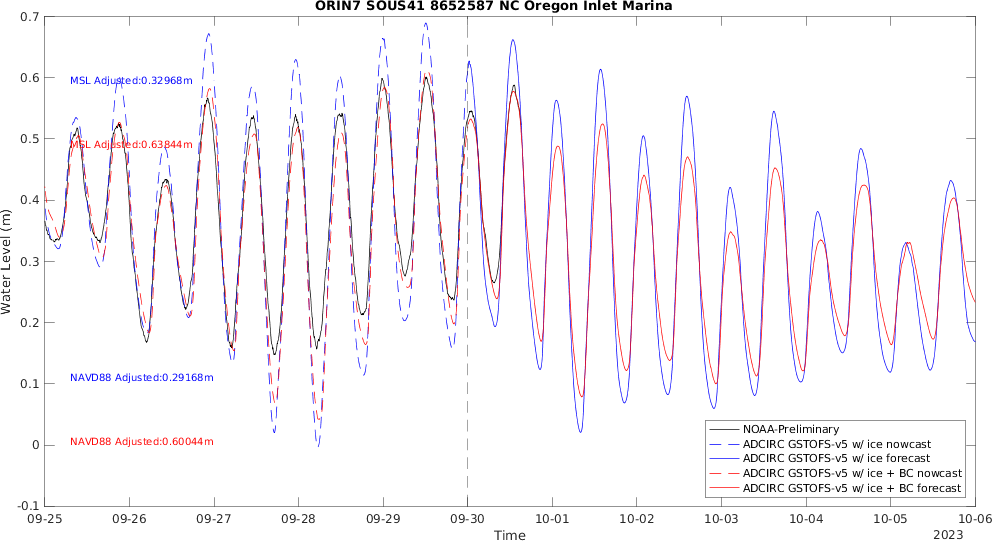 ORIN7 SOUS41 8652587 NC Oregon Inlet Marina
0.7
0.6
0.5
0.4
0.3
0.2
0.1
0
-0.1
Water Level (m)
MSL Adjusted:0.32968m
MSL Adjusted:0.63844m
NAVD88 Adjusted:0.29168m
NAVD88 Adjusted:0.60044m
NOAA-Preliminary
ADCIRC GSTOFS-v5 w/ ice nowcast
ADCIRC GSTOFS-v5 w/ ice forecast
ADCIRC GSTOFS-v5 w/ ice + BC nowcast
ADCIRC GSTOFS-v5 w/ ice + BC forecast
09-25 09-26 09-27 09-28 09-29 09-30 10-01 10-02 10-03 10-04 10-05 10-06
Time
2023